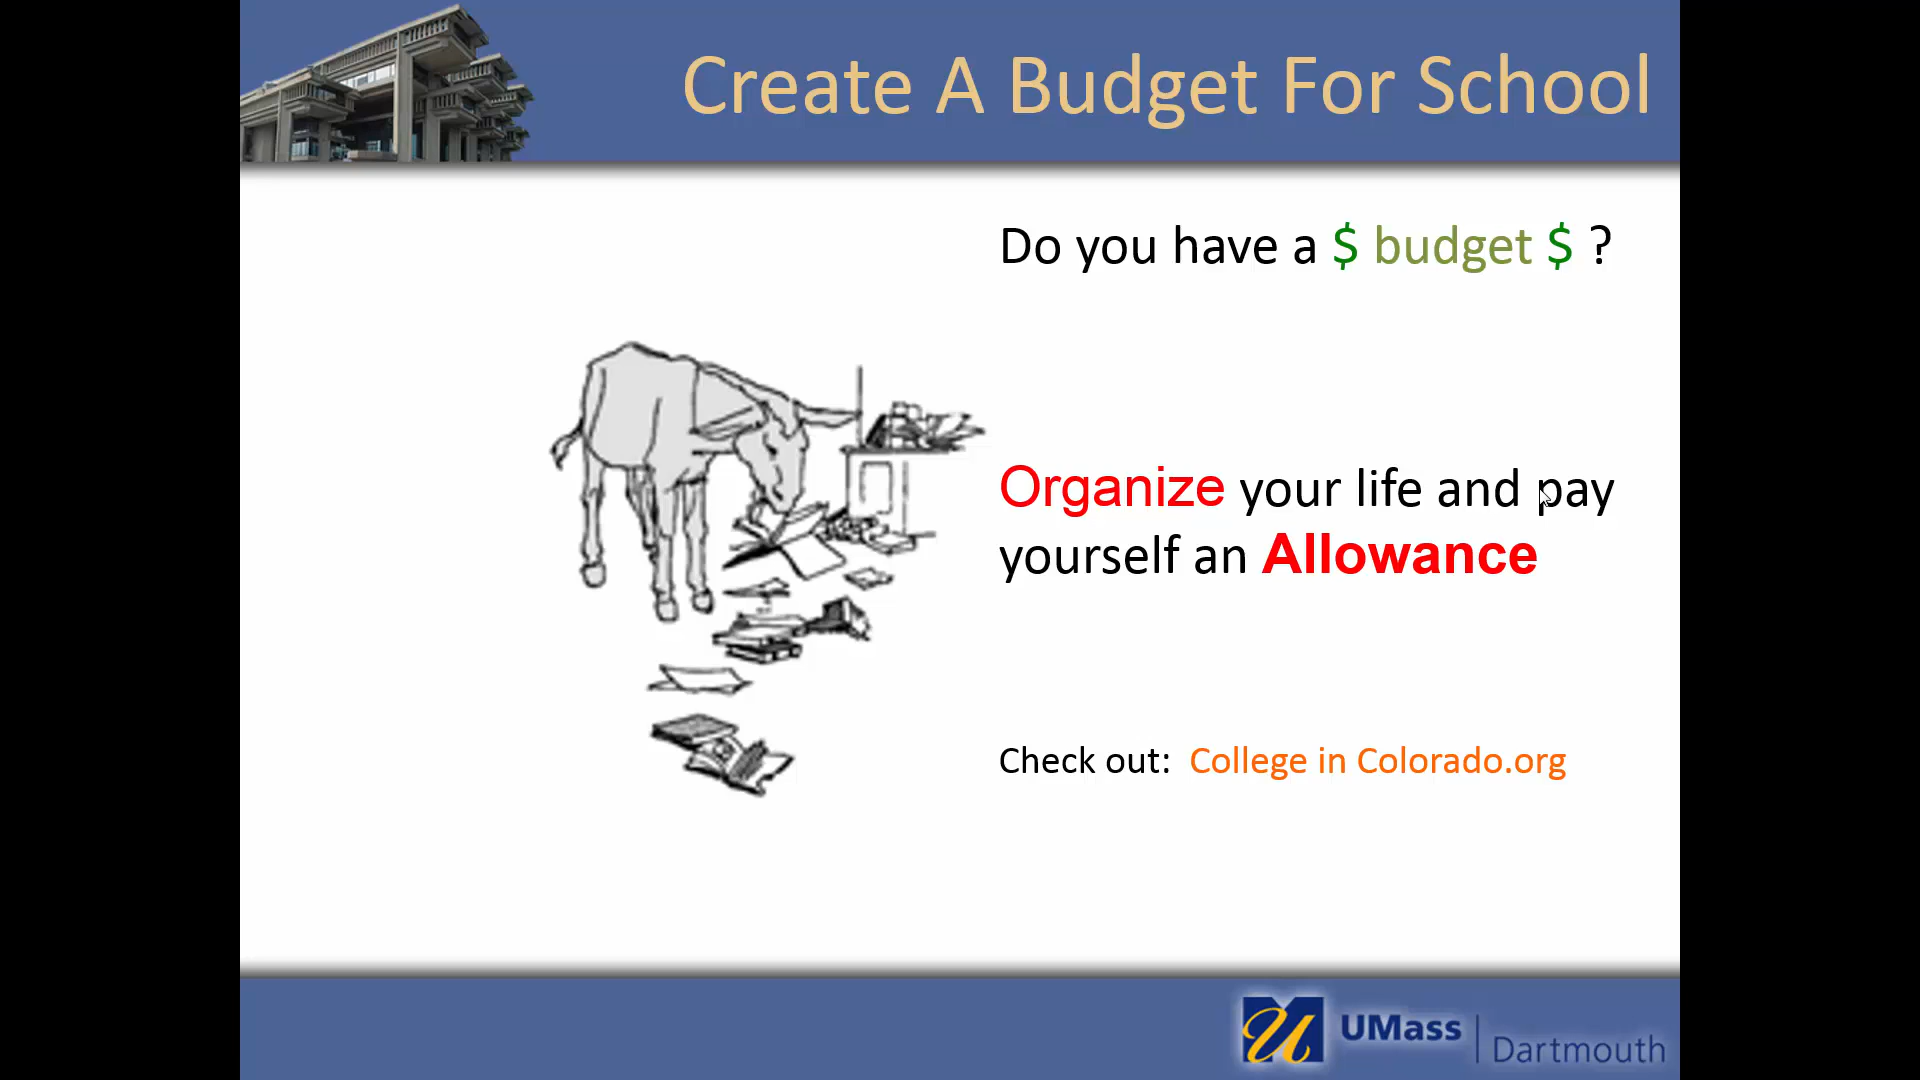 Create A Budget For School
Do you have a $ budget $ ?
Organize your life and pay
yourself an Allowance
Check out: College in Colorado.org
UMass | Dartmouth